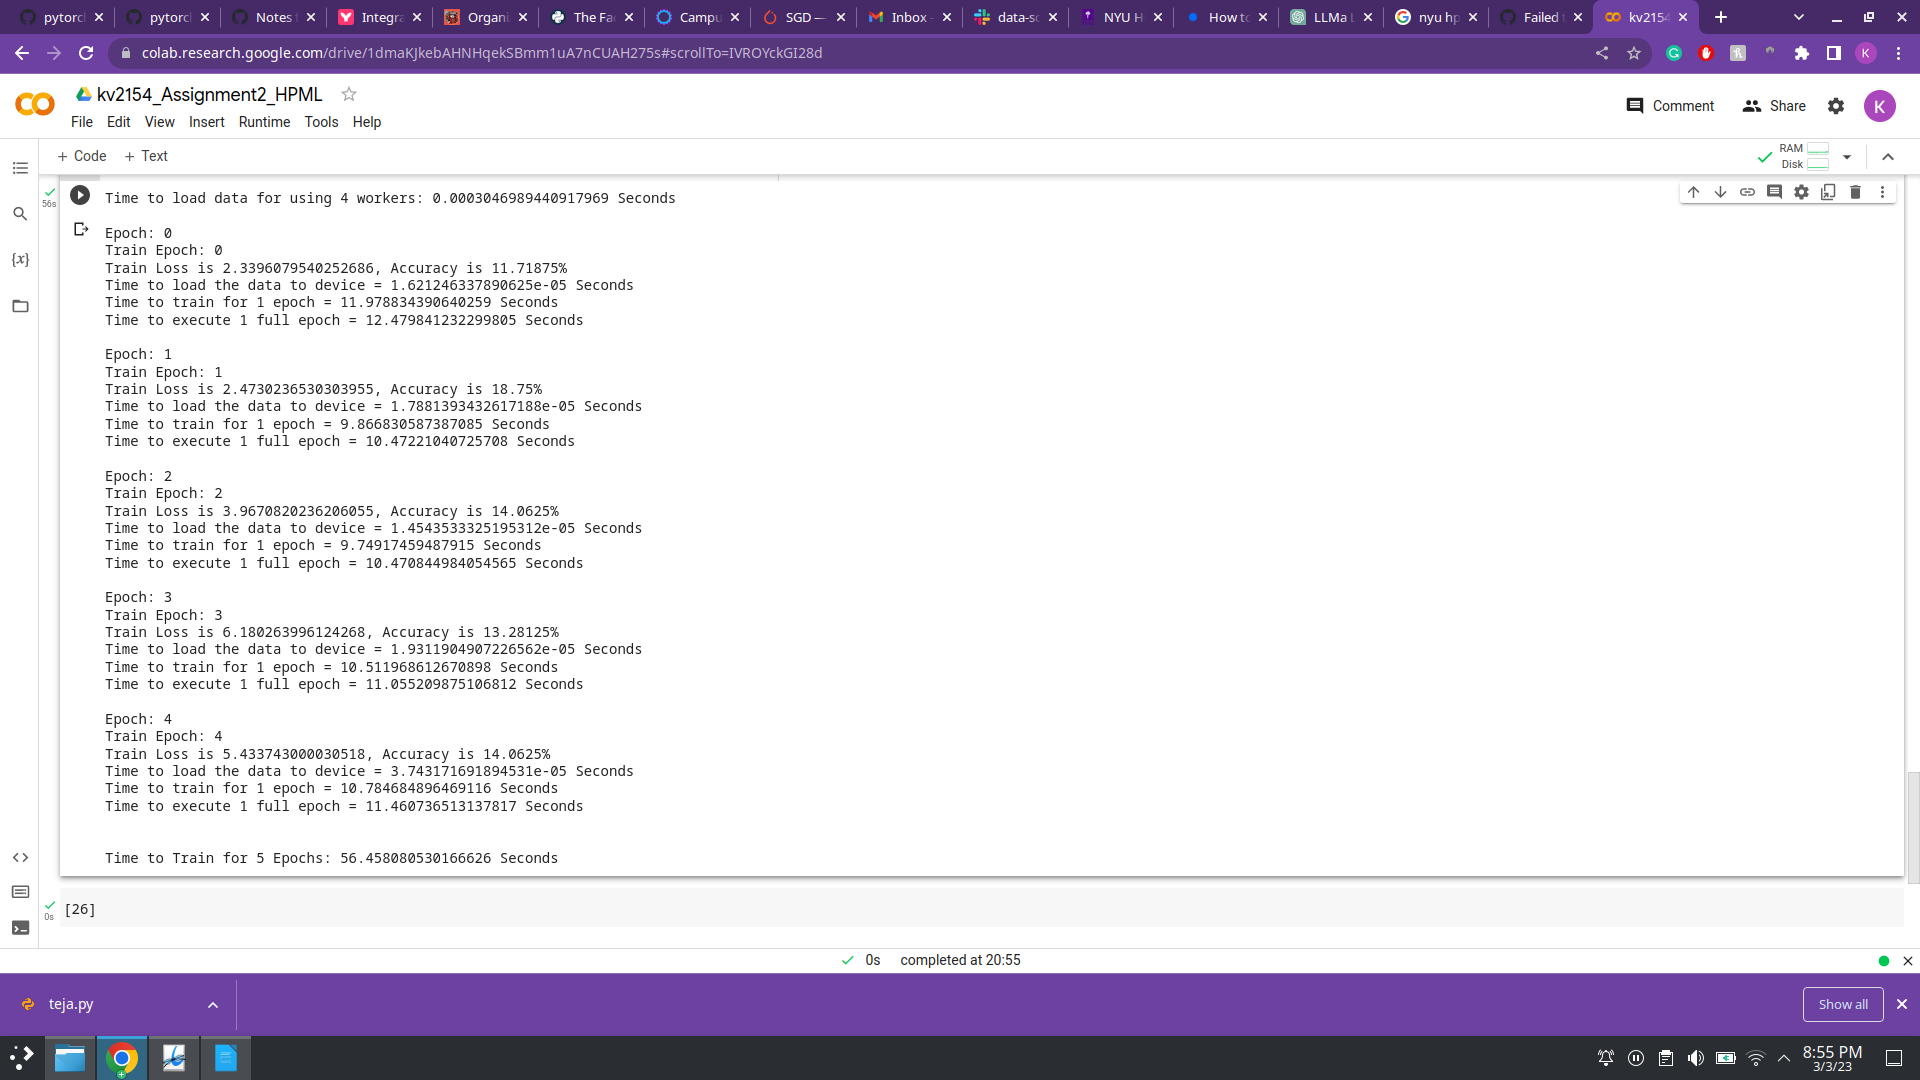 pytorc
pytorc
Notes
Integra
Organi
The Fa
Campu
SGD —
Inbox -
data-sc
NYU H
How to
LLMa L
nyu hp
Failed t
kv2154
colab.research.google.com/drive/1dmaKJkebAHNHqekSBmm1uA7nCUAH275s#scrollTo=IVROYckGI28d
K
kv2154_Assignment2_HPML
File Edit View Insert Runtime Tools Help
Comment
Share
K
+ Code + Text
RAM
Disk
56s
Time to load data for using 4 workers: 0.0003046989440917969 Seconds
Epoch: 0
Train Epoch: 0
Train Loss is 2.3396079540252686, Accuracy is 11.71875%
Time to load the data to device = 1.621246337890625e-05 Seconds
Time to train for 1 epoch = 11.978834390640259 Seconds
Time to execute 1 full epoch = 12.479841232299805 Seconds
Epoch: 1
Train Epoch: 1
Train Loss is 2.4730236530303955, Accuracy is 18.75%
Time to load the data to device = 1.7881393432617188e-05 Seconds
Time to train for 1 epoch = 9.866830587387085 Seconds
Time to execute 1 full epoch = 10.47221040725708 Seconds
Epoch: 2
Train Epoch: 2
Train Loss is 3.9670820236206055, Accuracy is 14.0625%
Time to load the data to device = 1.4543533325195312e-05 Seconds
Time to train for 1 epoch = 9.74917459487915 Seconds
Time to execute 1 full epoch = 10.470844984054565 Seconds
Epoch: 3
Train Epoch: 3
Train Loss is 6.180263996124268, Accuracy is 13.28125%
Time to load the data to device = 1.9311904907226562e-05 Seconds
Time to train for 1 epoch = 10.511968612670898 Seconds
Time to execute 1 full epoch = 11.055209875106812 Seconds
Epoch: 4
Train Epoch: 4
Train Loss is 5.433743000030518, Accuracy is 14.0625%
Time to load the data to device = 3.743171691894531e-05 Seconds
Time to train for 1 epoch = 10.784684896469116 Seconds
Time to execute 1 full epoch = 11.460736513137817 Seconds
Time to Train for 5 Epochs: 56.458080530166626 Seconds
{x}
0s
[26]
0s completed at 20:55
teja.py
Show all
8:55 PM
3/3/23